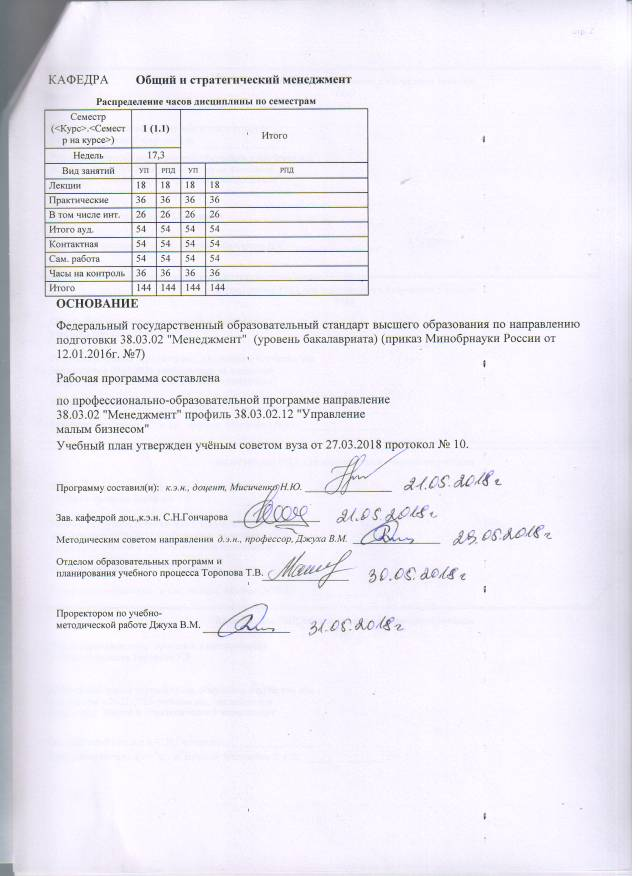 КАФЕДРА Общий и стратегический менеджмент
Распределение часов дисциплины по семестрам
Семестр
(<Курс>.<Семест
р на курсе>) 1 (1.1) Итого
Недель 17,3
Вид занятий УП РПД УП РПД
Лекции 18 18 18 18
Практические 36 36 36 36
В том числе инт. 26 26 26 26
Итого ауд. 54 54 54 54
Контактная 54 54 54 54
Сам. работа 54 54 54 54
Часы на контроль 36 36 36 36
Итого 144 144 144 144
ОСНОВАНИЕ
Федеральный государственный образовательный стандарт высшего образования по направлению
подготовки 38.03.02 "Менеджмент" (уровень бакалавриата) (приказ Минобрнауки России от
12.01.2016г. №7)
Рабочая программа составлена
по профессионально-образовательной программе направление
38.03.02 "Менеджмент" профиль 38.03.02.12 "Управление
малым бизнесом"
Учебный план утвержден учёным советом вуза от 27.03.2018 протокол № 10.
Программу составил(и): к.э.н., доцент, Мисиченко Н.Ю. 21.05.2018г
Зав. кафедрой доц.,к.э.н. С.Н.Гончарова 21.05.2018г
Методическим советом направления д.э.н., профессор, Джуха В.М. 29.05.2018г
Отделом образовательных программ и
планирования учебного процесса Торопова Т.В. 30.05.2018г
Проректором по учебно-
методической работе Джуха В.М. 31.05.2018г